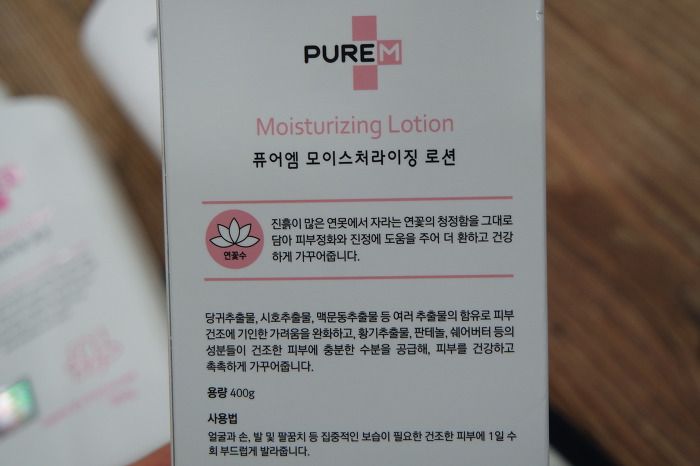 PUREM
Moisturizing Lotion
퓨어엠 모이스처라이징 로션
진흙이 많은 연못에서 자라는 연꽃의 청정함을 그대로
담아 피부정화와 진정에 도움을 주어 더 환하고 건강
하게 가꾸어줍니다.
연꽃수
당귀추출물, 시호추출물, 맥문동추출물 등 여러 추출물의 함유로 피부
건조에 기인한 가려움을 완화하고, 황기추출물, 판테놀, 쉐어버터 등의
성분들이 건조한 피부에 충분한 수분을 공급해, 피부를 건강하고
촉촉하게 가꾸어줍니다.
용량 400g
사용법
얼굴과 손, 발 및 팔꿈치 등 집중적인 보습이 필요한 건조한 피부에 1일 수
회 부드럽게 발라줍니다.